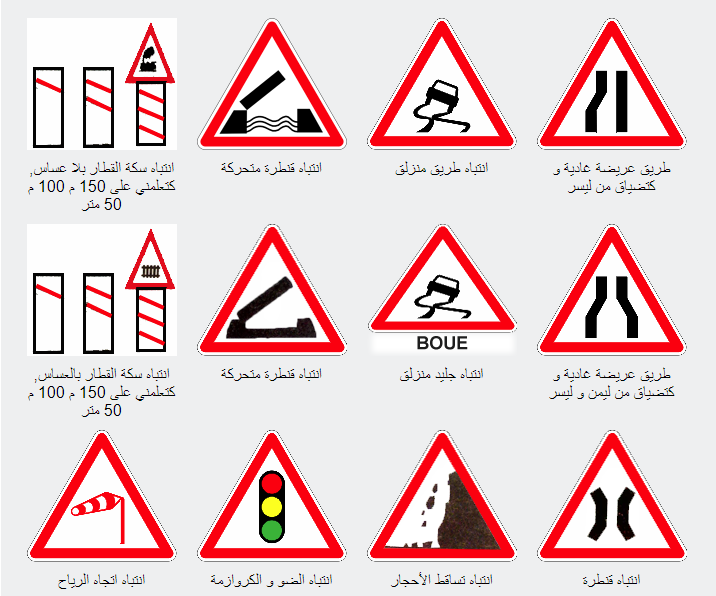 طريق عريضة غادية و
كتضياق من ليسر
انتباه طريق منزلق
انتباه قنطرة متحركة
انتباه سكة القطار بلا عساس,
كتعلمني على 150 م 100 م
50 متر
طريق عريضة غادية و
كتضياق من ليمن و ليسر
BOUE
انتباه جليد منزلق
انتباه قنطرة متحركة
انتباه سكة القطار بالعساس,
كتعلمني على 150 م 100 م
50 متر
انتباه قنطرة
انتباه تساقط الأحجار
انتباه الضو و الكروازمة
انتباه اتجاه الرياح